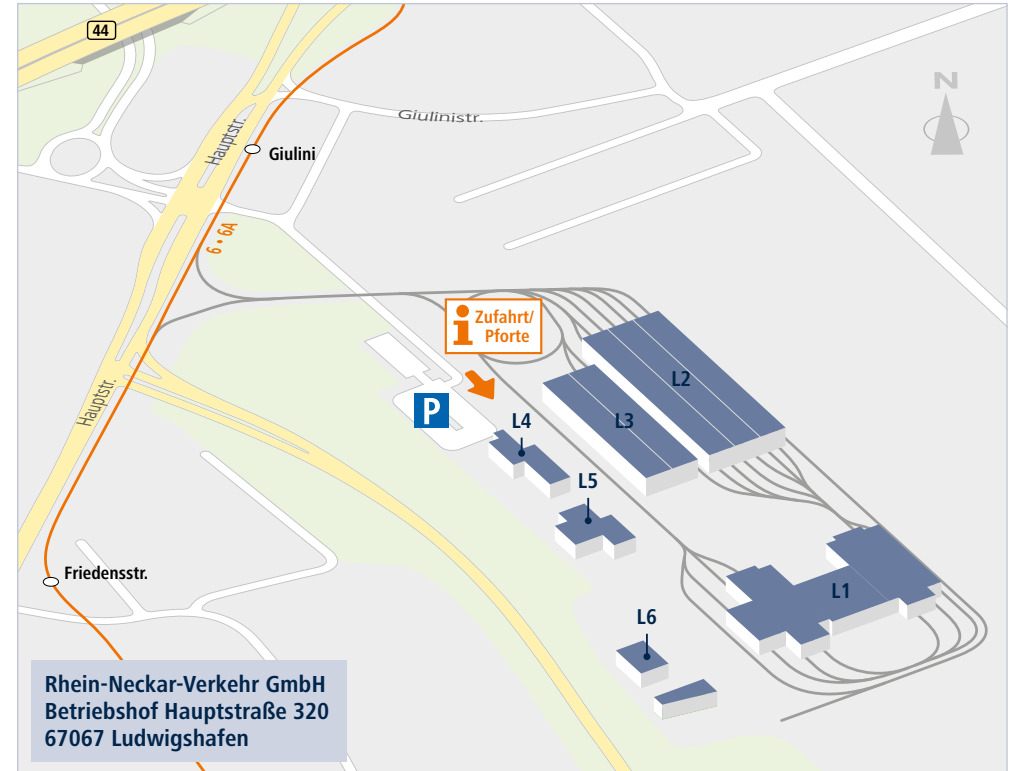 44
N
Giulinistr.
Hauptstr.
Giulini
6 • 6A
Zufahrt/
Pforte
L2
Hauptstr.
P
L3
L4
L5
Friedensstr.
L1
L6
Rhein-Neckar-Verkehr GmbH
Betriebshof Hauptstraße 320
67067 Ludwigshafen